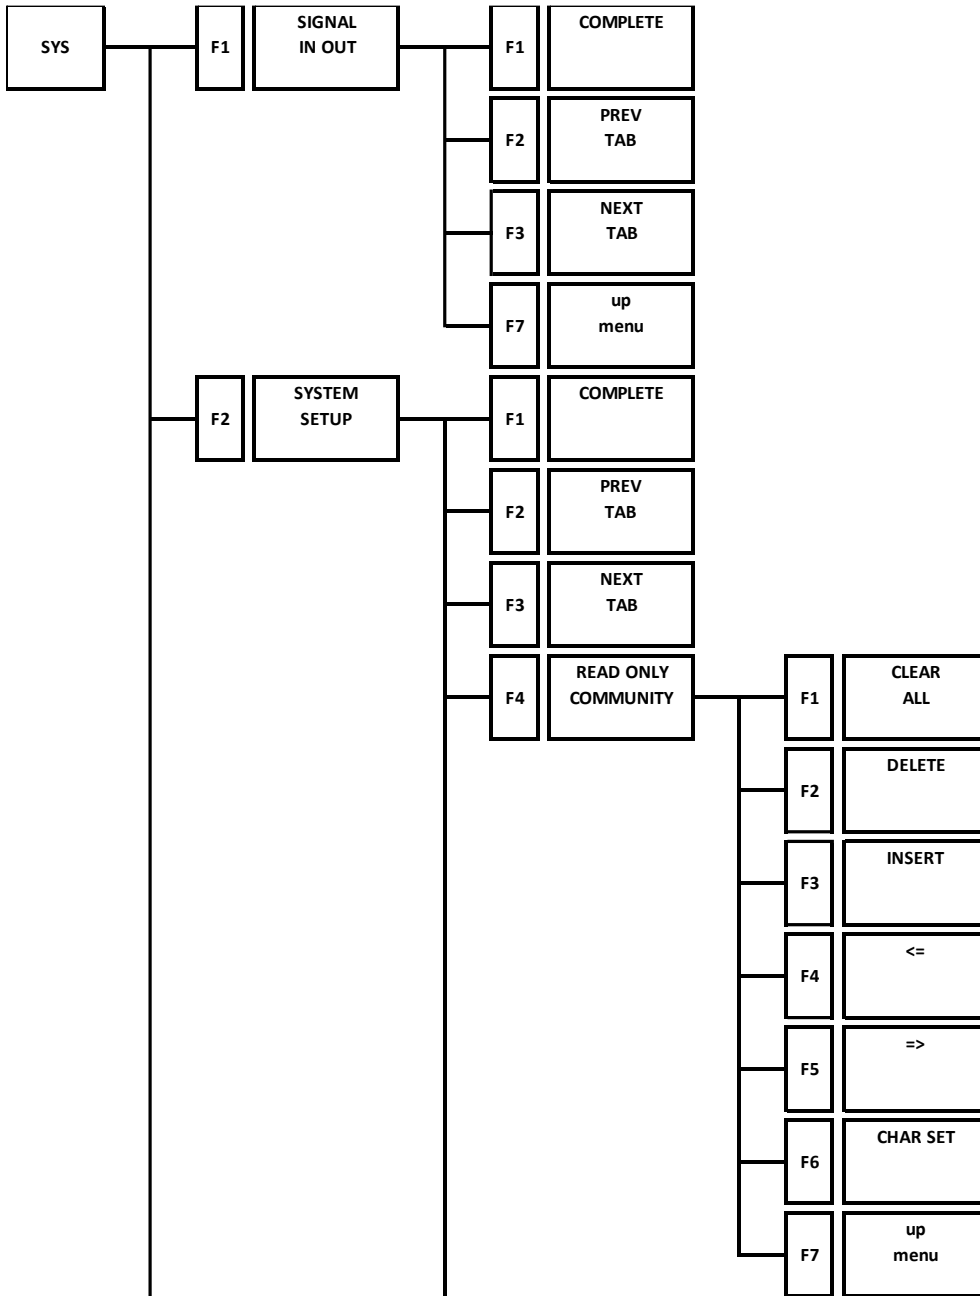 SYS
F1
SIGNAL
IN OUT
F1
COMPLETE
F2
PREV
TAB
F3
NEXT
TAB
F7
up
menu
F2
SYSTEM
SETUP
F1
COMPLETE
F2
PREV
TAB
F3
NEXT
TAB
F4
READ ONLY
COMMUNITY
F1
CLEAR
ALL
F2
DELETE
F3
INSERT
F4
<=
F5
=>
F6
CHAR SET
F7
up
menu